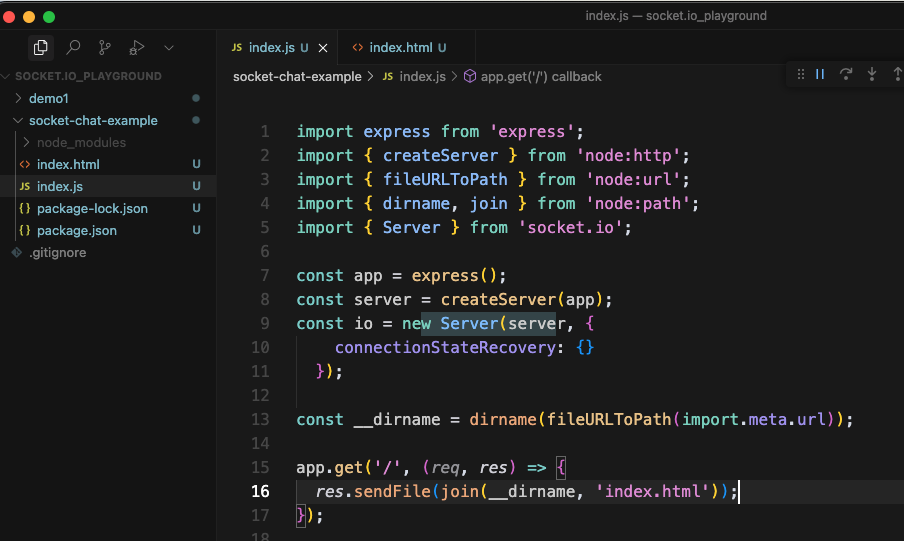 index.js — socket.io_playground
JS index.js U × <> index.html U
SOCKET.IO_PLAYGROUND
demo1
socket-chat-example
node_modules
<> index.html U
JS index.js U
{} package-lock.json U
{} package.json U
.gitignore
socket-chat-example > JS index.js > app.get('/') callback
1 import express from 'express';
2 import { createServer } from 'node:http';
3 import { fileURLToPath } from 'node:url';
4 import { dirname, join } from 'node:path';
5 import { Server } from 'socket.io';
6
7 const app = express();
8 const server = createServer(app);
9 const io = new Server(server, {
10 connectionStateRecovery: {}
11 });
12
13 const __dirname = dirname(fileURLToPath(import.meta.url));
14
15 app.get('/', (req, res) => {
16 res.sendFile(join(__dirname, 'index.html'));
17 });
18